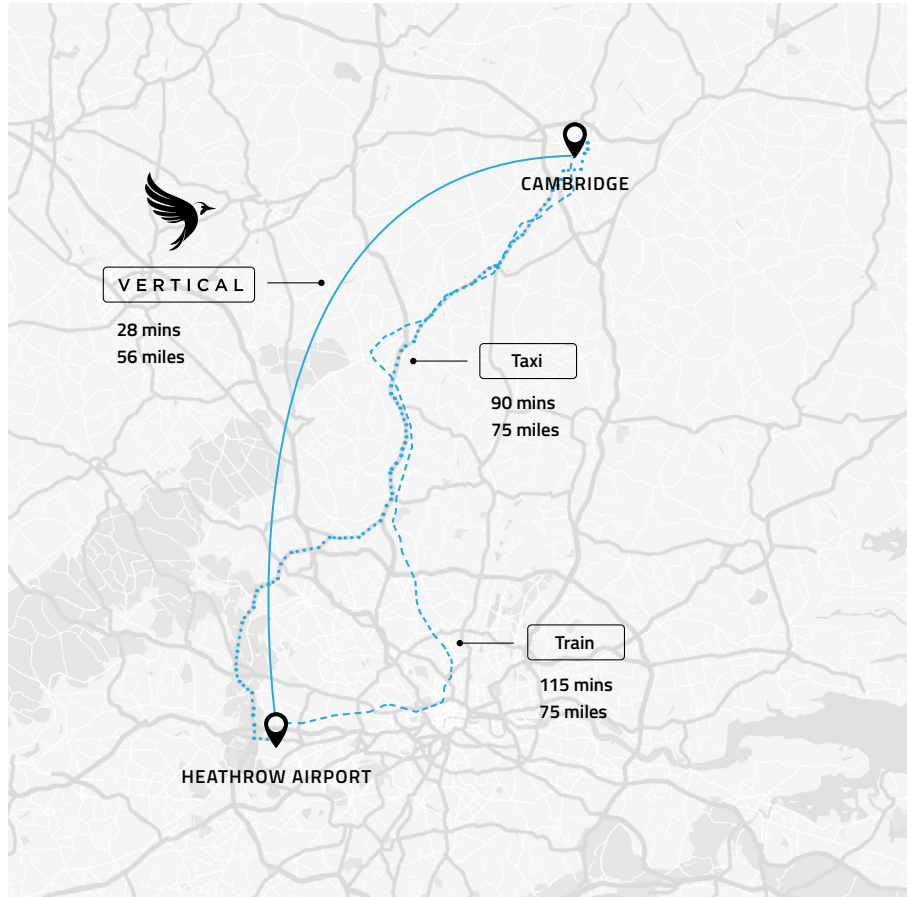 CAMBRIDGE
VERTICAL
28 mins
56 miles
Taxi
90 mins
75 miles
Train
115 mins
75 miles
HEATHROW AIRPORT